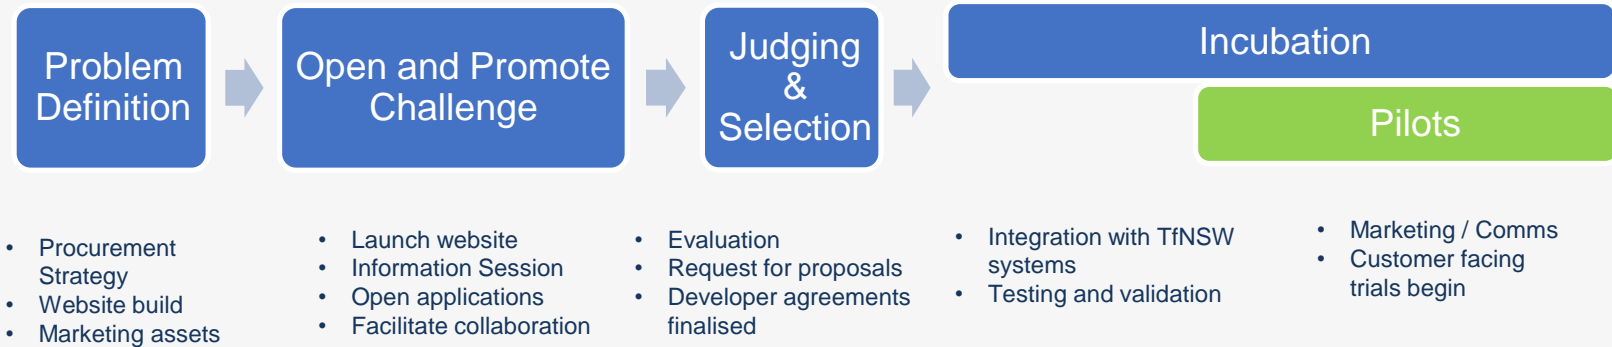 Problem
Definition
Open and Promote
Challenge
Judging
&
Selection
Incubation
Pilots
• Procurement
Strategy
• Website build
• Marketing assets
• Launch website
• Information Session
• Open applications
• Facilitate collaboration
• Evaluation
• Request for proposals
• Developer agreements
finalised
• Integration with TfNSW
systems
• Testing and validation
• Marketing / Comms
• Customer facing
trials begin